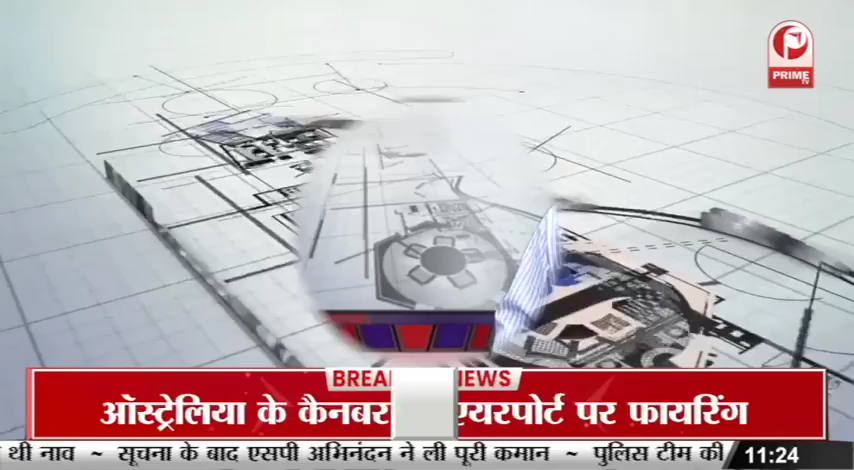 PRIME
TV
BREA NEWS
ऑस्ट्रेलिया के कैनबर एयरपोर्ट पर फायरिंग
थी नाव ~ सूचना के बाद एसपी अभिनंदन ने ली पूरी कमान ~ पुलिस टीम की
11:24